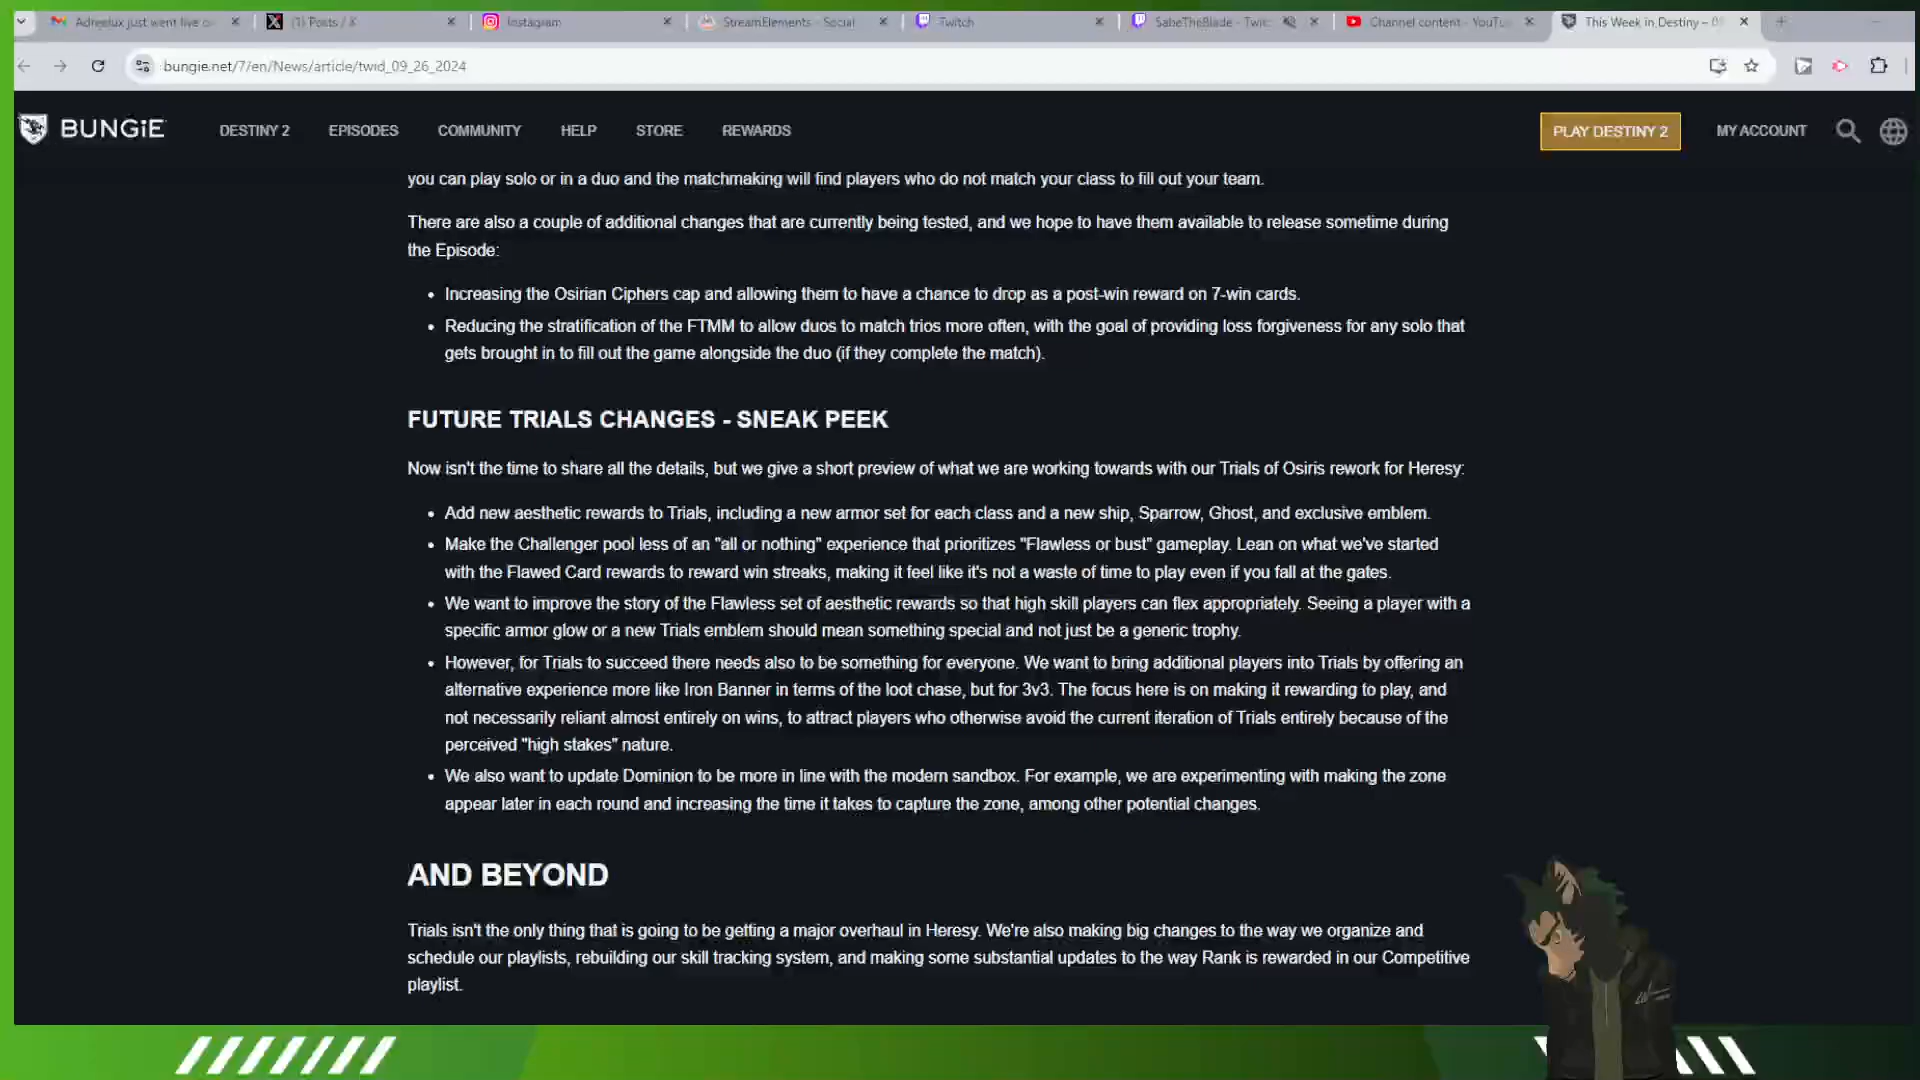 Adreelux just went live o
(1) Posts / X
Instagram
StreamElements - Social
Twitch
SabeTheBlade - Twitc
Channel content - YouTu
This Week in Destiny – 0
bungie.net/7/en/News/article/twid_09_26_2024
BUNGiE
DESTINY 2
EPISODES
COMMUNITY
HELP
STORE
REWARDS
PLAY DESTINY 2
MY ACCOUNT
you can play solo or in a duo and the matchmaking will find players who do not match your class to fill out your team.
There are also a couple of additional changes that are currently being tested, and we hope to have them available to release sometime during
the Episode:
• Increasing the Osirian Ciphers cap and allowing them to have a chance to drop as a post-win reward on 7-win cards.
• Reducing the stratification of the FTMM to allow duos to match trios more often, with the goal of providing loss forgiveness for any solo that
gets brought in to fill out the game alongside the duo (if they complete the match).
FUTURE TRIALS CHANGES - SNEAK PEEK
Now isn't the time to share all the details, but we give a short preview of what we are working towards with our Trials of Osiris rework for Heresy:
• Add new aesthetic rewards to Trials, including a new armor set for each class and a new ship, Sparrow, Ghost, and exclusive emblem.
• Make the Challenger pool less of an "all or nothing" experience that prioritizes "Flawless or bust" gameplay. Lean on what we've started
with the Flawed Card rewards to reward win streaks, making it feel like it's not a waste of time to play even if you fall at the gates.
• We want to improve the story of the Flawless set of aesthetic rewards so that high skill players can flex appropriately. Seeing a player with a
specific armor glow or a new Trials emblem should mean something special and not just be a generic trophy.
• However, for Trials to succeed there needs also to be something for everyone. We want to bring additional players into Trials by offering an
alternative experience more like Iron Banner in terms of the loot chase, but for 3v3. The focus here is on making it rewarding to play, and
not necessarily reliant almost entirely on wins, to attract players who otherwise avoid the current iteration of Trials entirely because of the
perceived "high stakes" nature.
• We also want to update Dominion to be more in line with the modern sandbox. For example, we are experimenting with making the zone
appear later in each round and increasing the time it takes to capture the zone, among other potential changes.
AND BEYOND
Trials isn't the only thing that is going to be getting a major overhaul in Heresy. We're also making big changes to the way we organize and
schedule our playlists, rebuilding our skill tracking system, and making some substantial updates to the way Rank is rewarded in our Competitive
playlist.